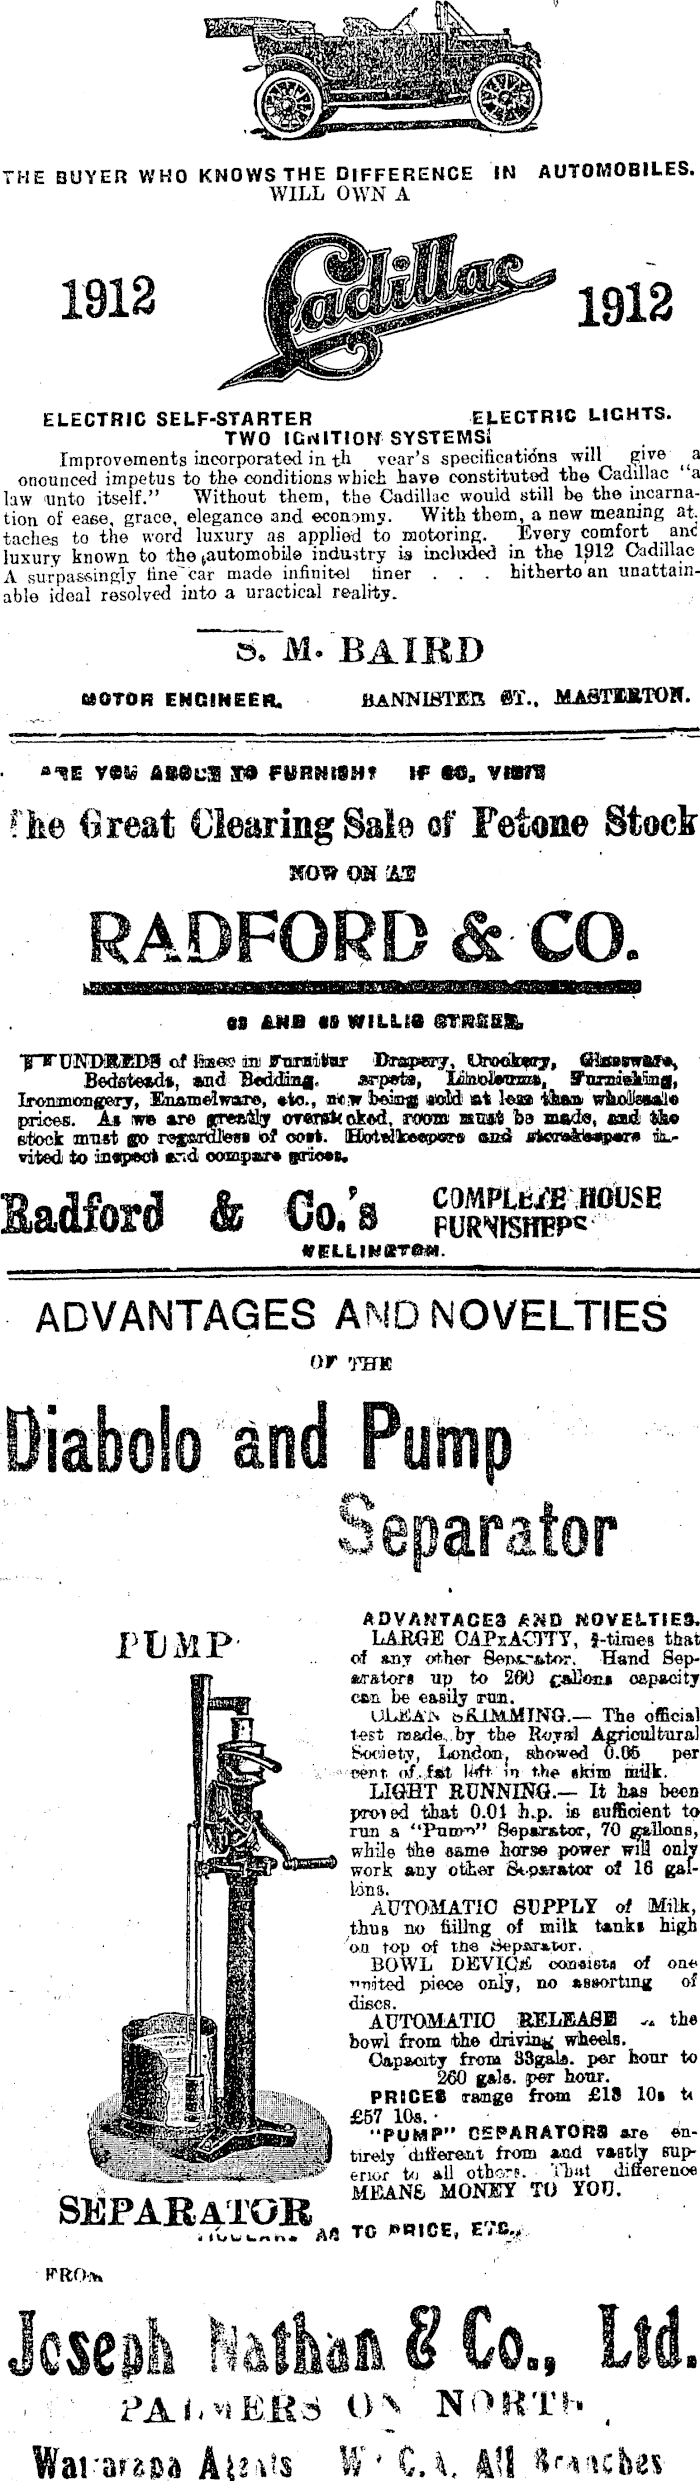 THE BUYER WHO KNOWS THE DIFFERENCE IN AUTOMOBILES.
WILL OWN A
1912 Cadillac 1912
ELECTRIC SELF-STARTER ELECTRIC LIGHTS.
TWO IGNITION SYSTEMS
Improvements incorporated in th year's specifications will give a
onounced impetus to the conditions which have constituted the Cadillac "a
law unto itself." Without them, the Cadillac would still be the incarna-
tion of ease, grace, elegance and economy. With them, a new meaning at.
taches to the word luxury as applied to motoring. Every comfort and
luxury known to the automobile industry is included in the 1912 Cadillac
A surpassingly fine car made infinitel finer . . . hitherto an unattain-
able ideal resolved into a practical reality.
S. M. BAIRD
MOTOR ENGINEER, BANNISTER ST., MASTERTON.
ARE YOU ABOUT TO FURNISH? IF SO, VISIT
The Great Clearing Sale of Petone Stock
NOW ON AT
RADFORD & CO.
AND WILLIS STREET,
HUNDREDS of lines in Furnitur Drapery, Crockery, Glassware,
Bedsteads, and Bedding. arpets, Linoleums, Furnishing,
Ironmongery, Enamelware, etc., now being sold at less than wholesale
prices. As we are greatly overstocked, room must be made, and the
stock must go regardless of cost. Hotelkeepers and storekeepers in-
vited to inspect and compare prices.
Radford & Co.'s COMPLETE HOUSE
FURNISHERS
WELLINGTON.
ADVANTAGES AND NOVELTIES
OF THE
Diabolo and Pump
Separator
PUMP
ADVANTAGES AND NOVELTIES.
LARGE CAPxACITY, -times that
of any other Separator. Hand Sep-
arators up to 260 gallons capacity
can be easily run.
CLEAN SKIMMING.— The official
test made by the Royal Agricultural
Society, London, showed 0.05 per
cent of fat left in the skim milk.
LIGHT RUNNING.— It has been
proved that 0.01 h.p. is sufficient to
run a "Pump" Separator, 70 gallons,
while the same horse power will only
work any other Separator of 16 gal-
lons.
AUTOMATIC SUPPLY of Milk,
thus no fiiling of milk tanks high
on top of the Separator.
BOWL DEVICE consists of one
united piece only, no assorting of
discs.
AUTOMATIC RELEASE the
bowl from the driving wheels.
Capacity from 33gals. per hour to
260 gals. per hour.
PRICES range from £13 10s to
£57 10s.
"PUMP" SEPARATORS are en-
tirely different from and vastly sup-
erior to all others. That difference
MEANS MONEY TO YOU.
SEPARATOR
AS TO PRICE, ETC.,
FROM
Joseph Nathan & Co., Ltd.
PALMERSTON NORTH
Wairarapa Agents W. C. A. All Branches